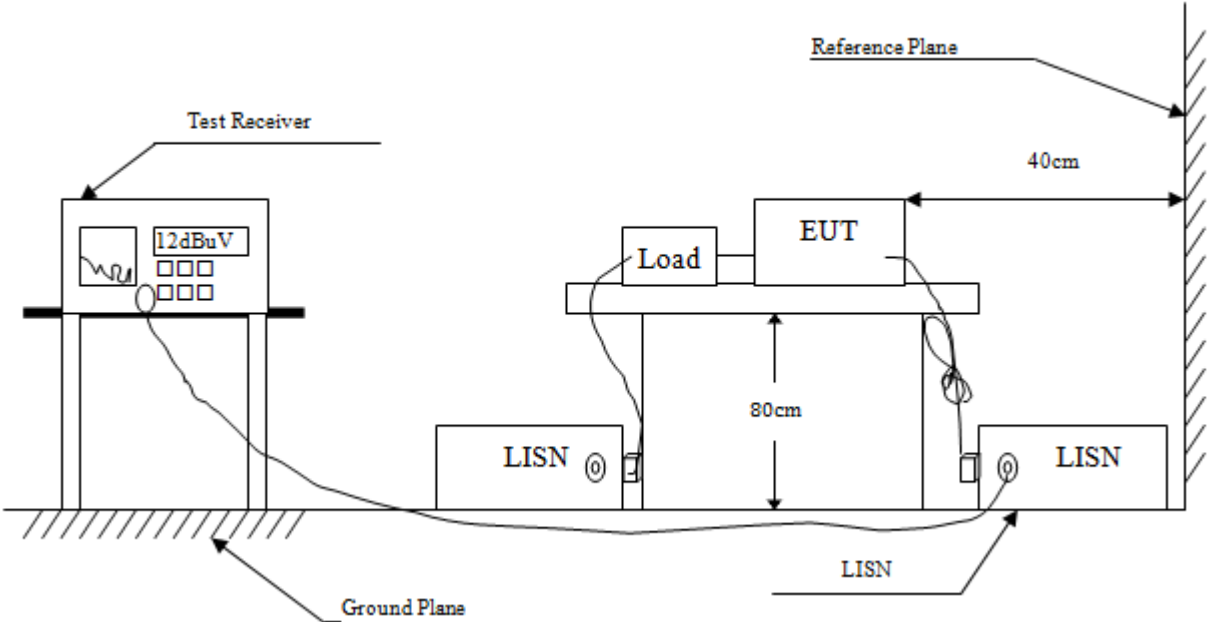 Reference Plane
Test Receiver
40cm
EUT
12dBuV
Load
80cm
LISN
LISN
LISN
Ground Plane